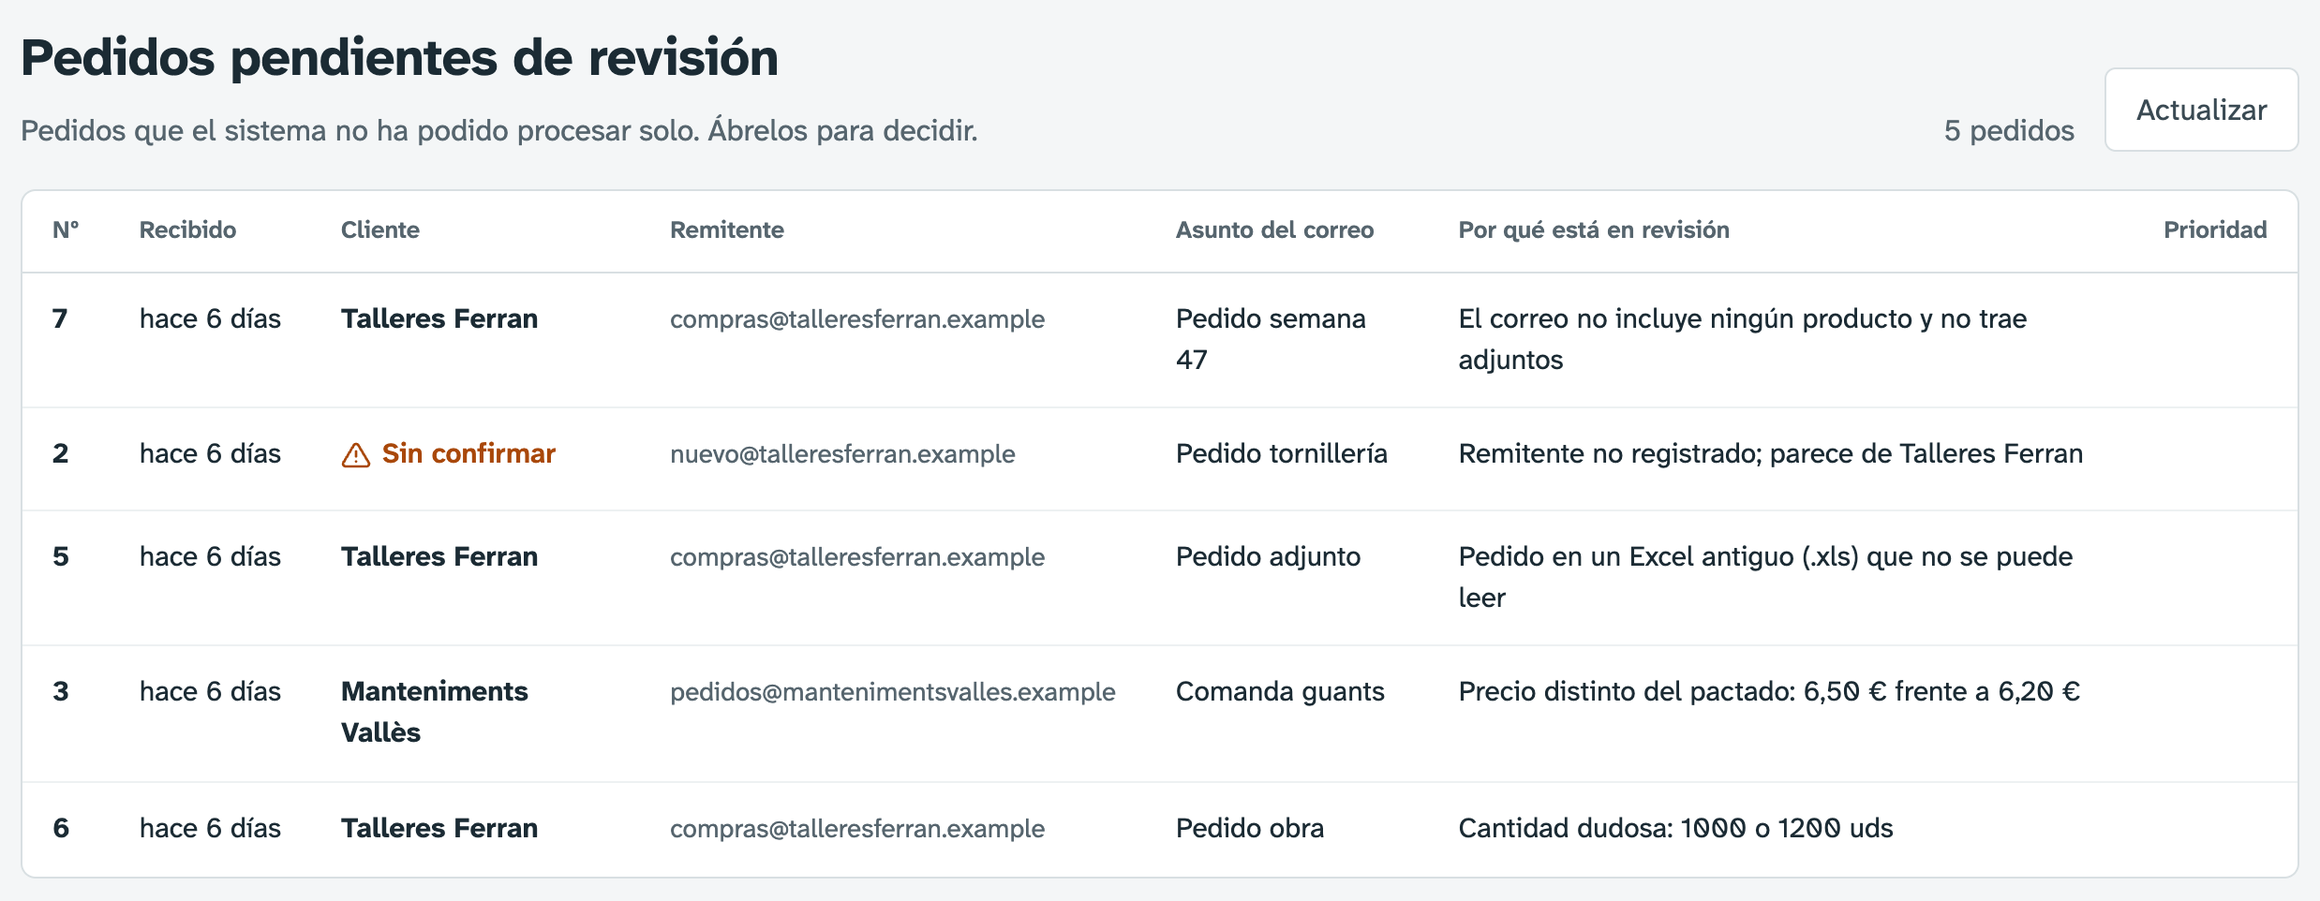 Pedidos pendientes de revisión
Pedidos que el sistema no ha podido procesar solo. Ábrelos para decidir.
5 pedidos
Actualizar
Nº Recibido Cliente Remitente Asunto del correo Por qué está en revisión Prioridad
7 hace 6 días Talleres Ferran compras@talleresferran.example Pedido semana El correo no incluye ningún producto y no trae
47 adjuntos
2 hace 6 días Sin confirmar nuevo@talleresferran.example Pedido tornillería Remitente no registrado; parece de Talleres Ferran
5 hace 6 días Talleres Ferran compras@talleresferran.example Pedido adjunto Pedido en un Excel antiguo (.xls) que no se puede
leer
3 hace 6 días Manteniments pedidos@mantenimentsvalles.example Comanda guants Precio distinto del pactado: 6,50 € frente a 6,20 €
Vallès
6 hace 6 días Talleres Ferran compras@talleresferran.example Pedido obra Cantidad dudosa: 1000 o 1200 uds